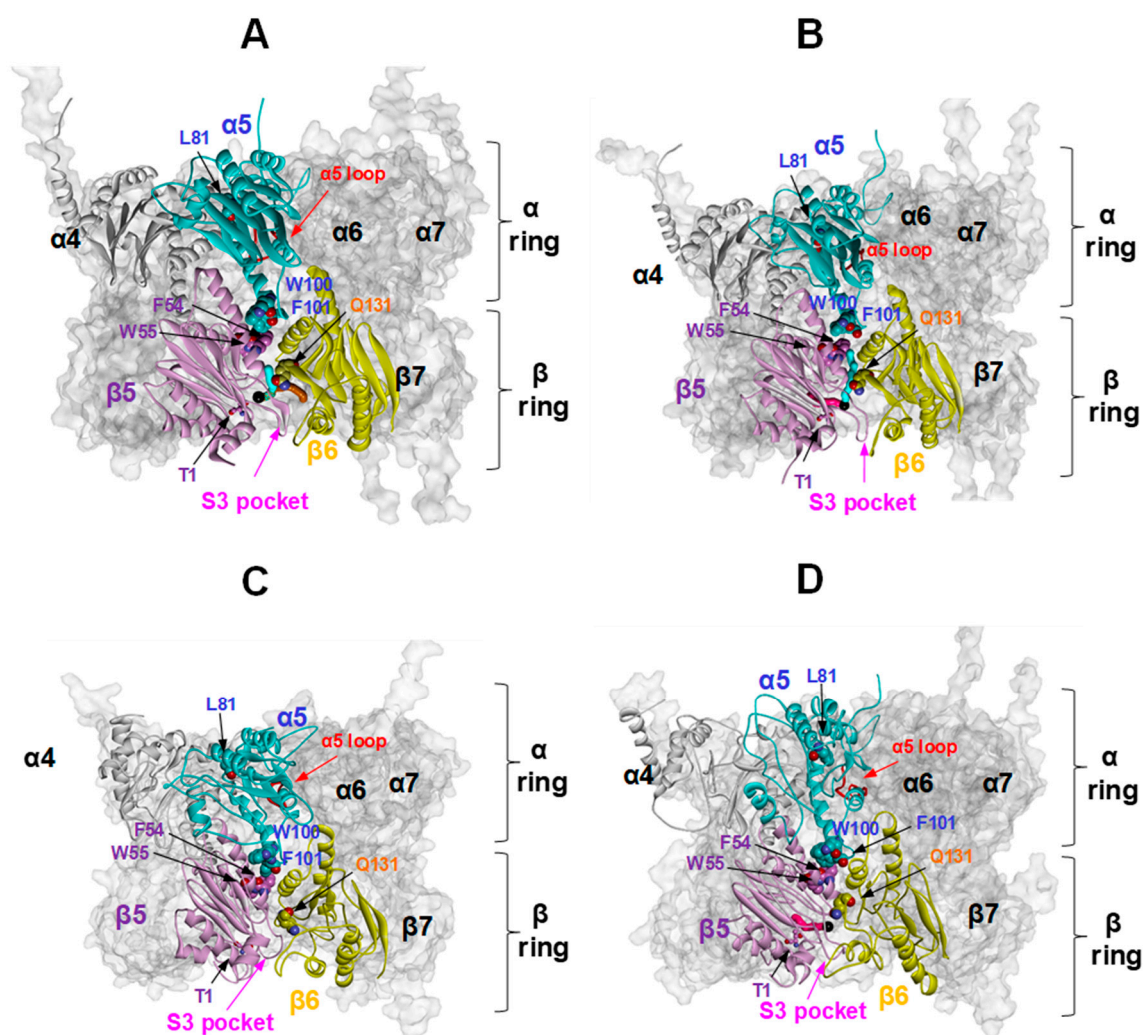 A
α5
L81
α5 loop
α4
α6
α7
α
ring
W100
F54
F101
Q131
W55
β5
β7
β
ring
T1
β6
S3 pocket
B
α5
L81
α6
α7
α5 loop
α4
α
ring
W100
F54
F101
Q131
W55
β5
β7
β
ring
T1
β6
S3 pocket
C
L81
α5
α5 loop
α4
α6
α7
α
ring
F54
W100
W55
F101
Q131
β5
β7
β
ring
T1
β6
S3 pocket
D
α5
L81
α5 loop
α4
α6
α7
α
ring
F54
W100
F101
W55
Q131
β5
β7
β
ring
T1
β6
S3 pocket